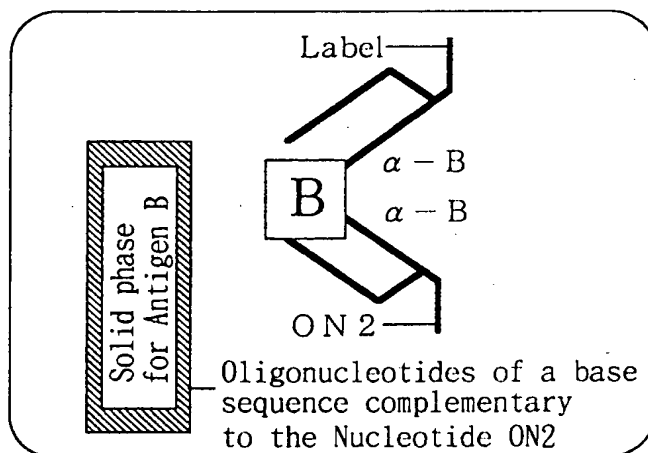 Label
α-B
B
α-B
ON2
Solid phase
for Antigen B
Oligonucleotides of a base
sequence complementary
to the Nucleotide ON2